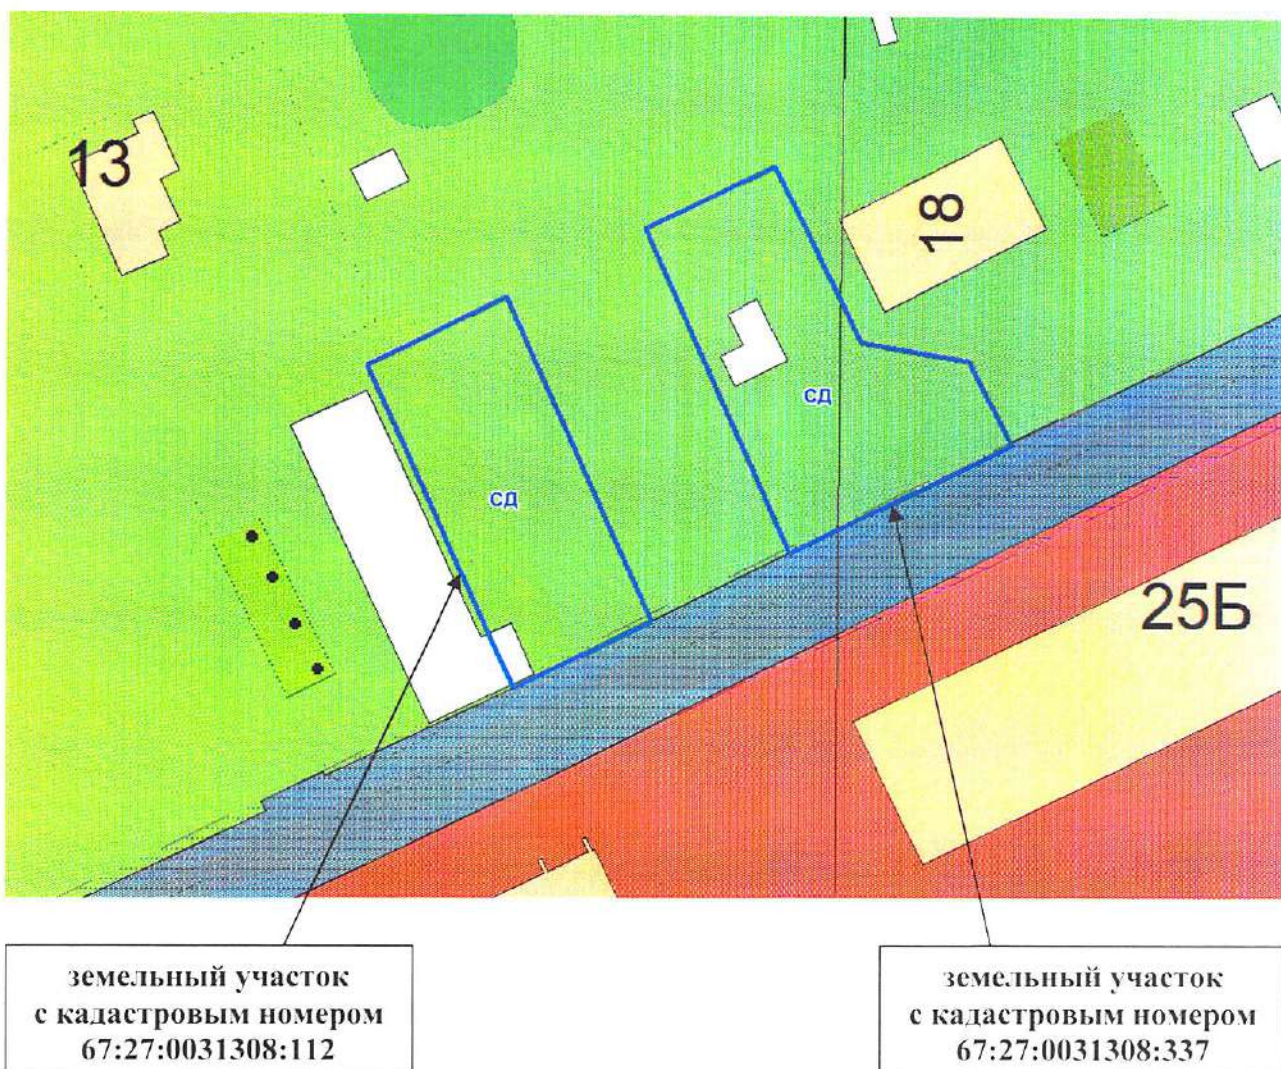 13
18
СД
СД
25Б
земельный участок
с кадастровым номером
67:27:0031308:112
земельный участок
с кадастровым номером
67:27:0031308:337